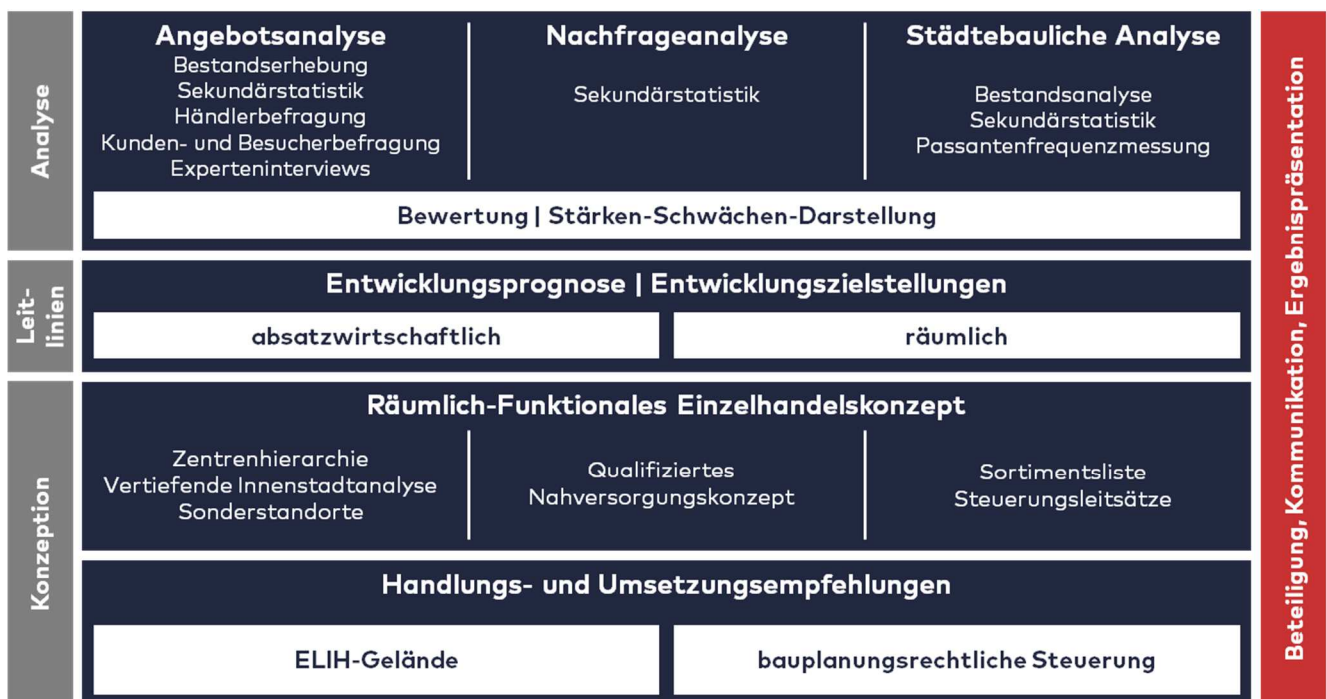 Analyse
Angebotsanalyse
Bestandserhebung
Sekundärstatistik
Händlerbefragung
Kunden- und Besucherbefragung
Experteninterviews
Nachfrageanalyse
Sekundärstatistik
Städtebauliche Analyse
Bestandsanalyse
Sekundärstatistik
Passantenfrequenzmessung
Bewertung | Stärken-Schwächen-Darstellung
Leit-
linien
Entwicklungsprognose | Entwicklungszielstellungen
absatzwirtschaftlich
räumlich
Konzeption
Räumlich-Funktionales Einzelhandelskonzept
Zentrenhierarchie
Vertiefende Innenstadtanalyse
Sonderstandorte
Qualifiziertes
Nahversorgungskonzept
Sortimentsliste
Steuerungsleitsätze
Handlungs- und Umsetzungsempfehlungen
ELIH-Gelände
bauplanungsrechtliche Steuerung
Beteiligung, Kommunikation, Ergebnispräsentation